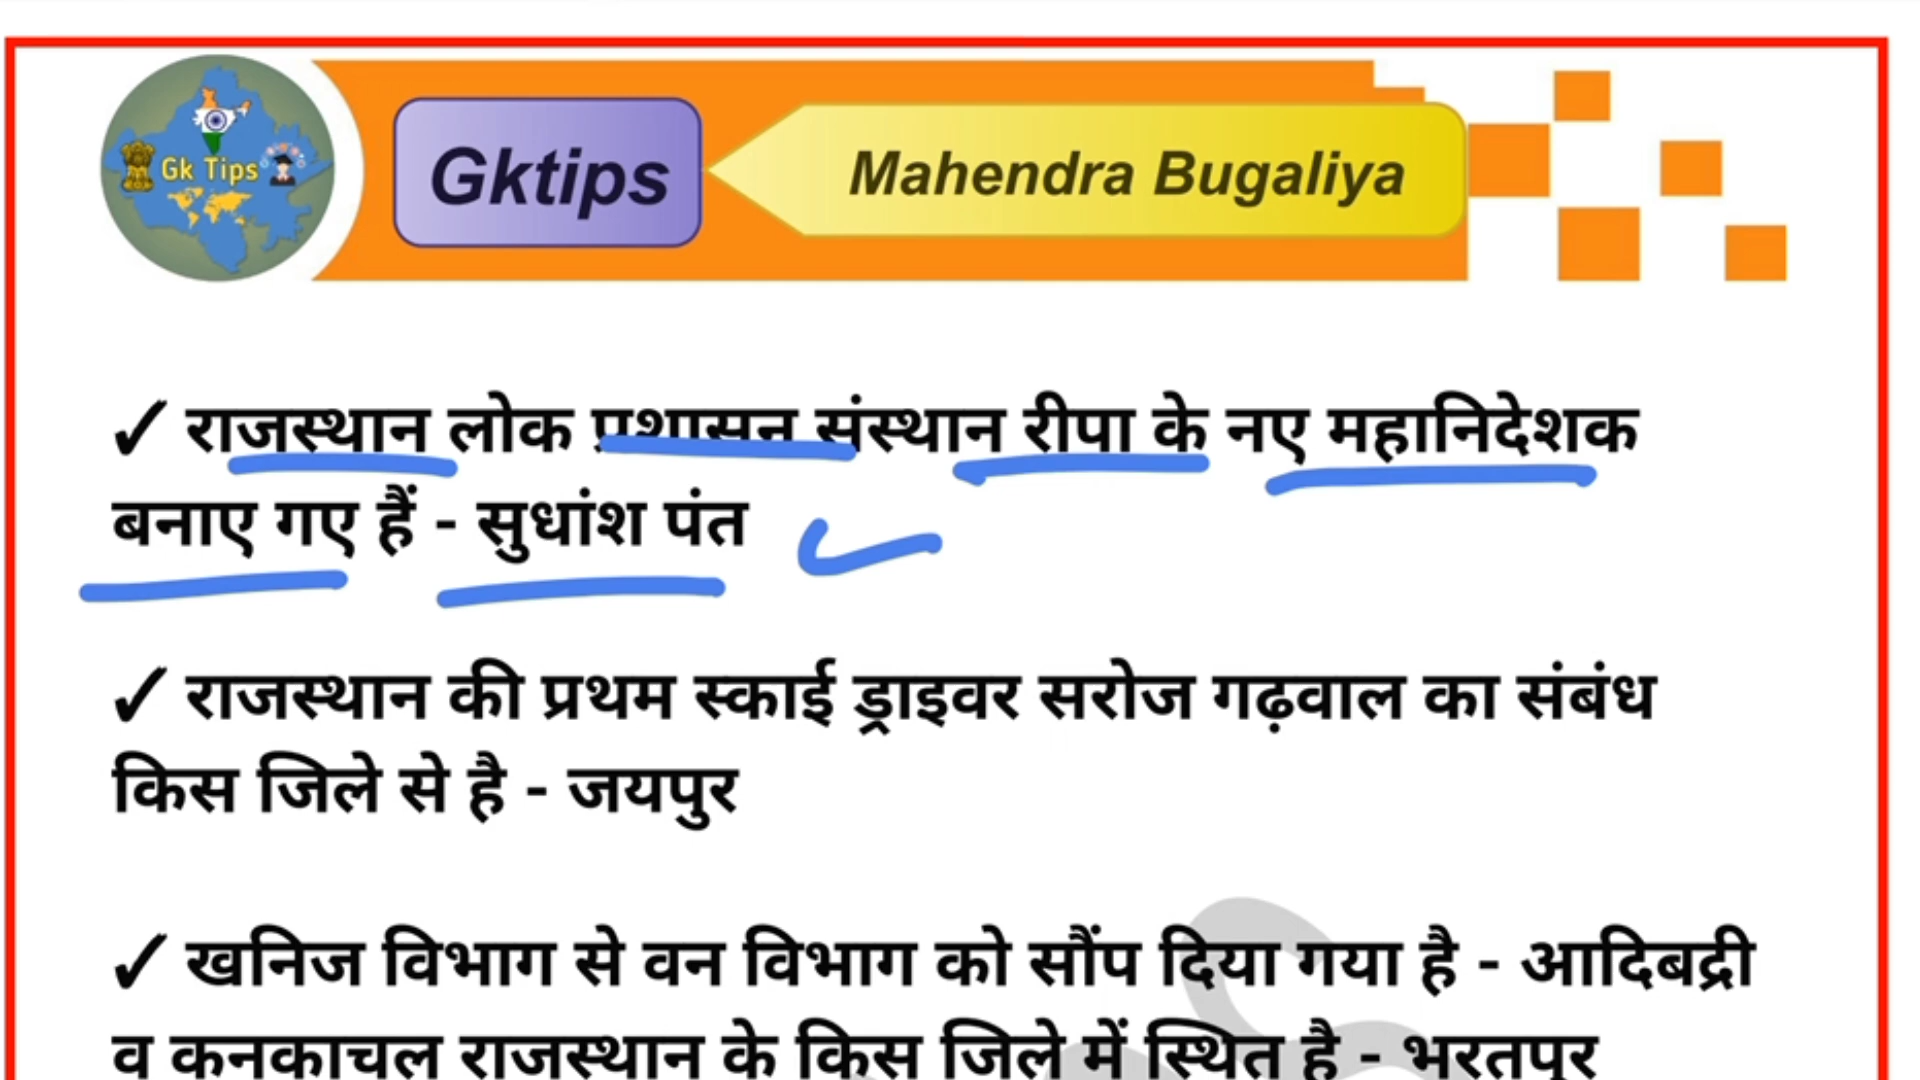 Gk Tips
Gktips
Mahendra Bugaliya
✓ राजस्थान लोक प्रशासन संस्थान रीपा के नए महानिदेशक
बनाए गए हैं - सुधांश पंत
✓ राजस्थान की प्रथम स्काई ड्राइवर सरोज गढ़वाल का संबंध
किस जिले से है - जयपुर
✓ खनिज विभाग से वन विभाग को सौंप दिया गया है - आदिबद्री
व कनकाचल राजस्थान के किस जिले में स्थित है - भरतपुर